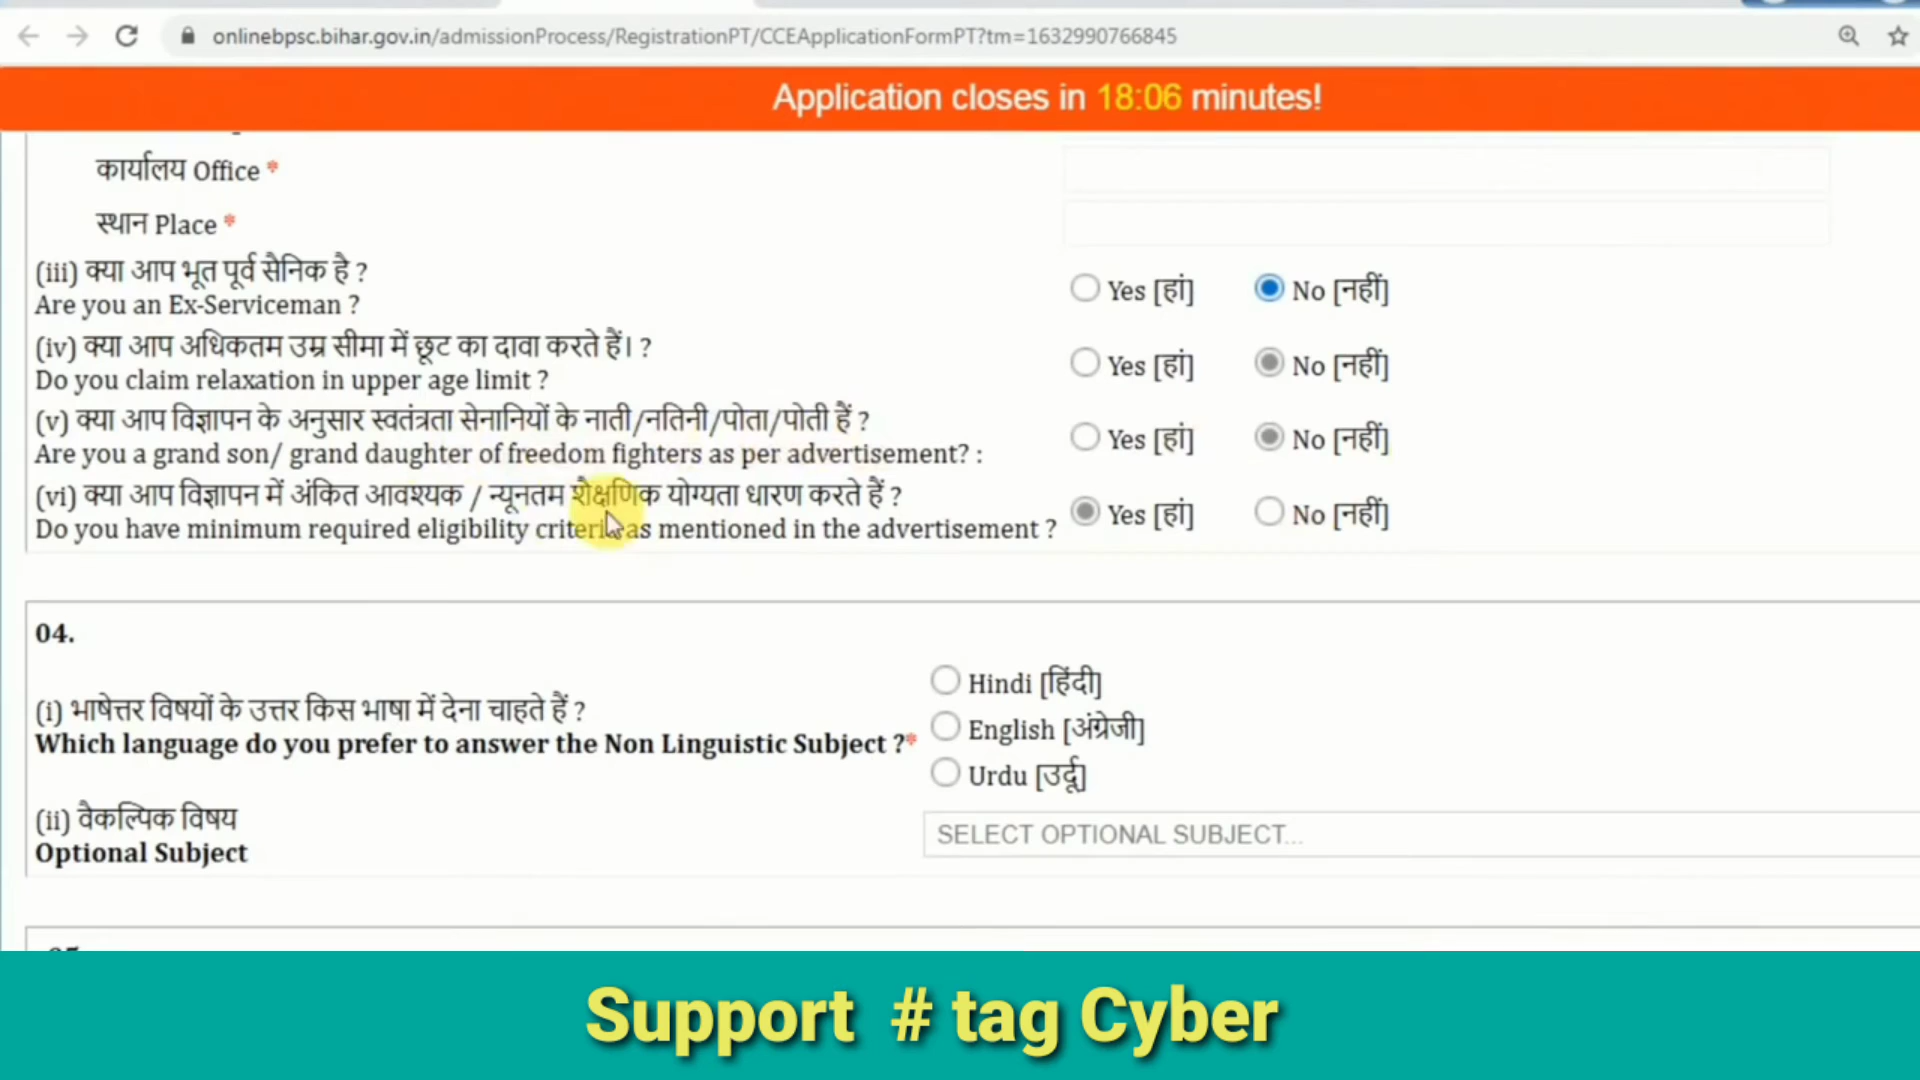 onlinebpsc.bihar.gov.in/admissionProcess/RegistrationPT/CCEApplicationFormPT?tm=1632990766845
Application closes in 18:06 minutes!
कार्यालय Office *
स्थान Place *
(iii) क्या आप भूत पूर्व सैनिक है ?
Are you an Ex-Serviceman ?
Yes [हां] No [नहीं]
(iv) क्या आप अधिकतम उम्र सीमा में छूट का दावा करते हैं। ?
Do you claim relaxation in upper age limit ?
Yes [हां] No [नहीं]
(v) क्या आप विज्ञापन के अनुसार स्वतंत्रता सेनानियों के नाती/नतिनी/पोता/पोती हैं ?
Are you a grand son/ grand daughter of freedom fighters as per advertisement? :
Yes [हां] No [नहीं]
(vi) क्या आप विज्ञापन में अंकित आवश्यक / न्यूनतम शैक्षणिक योग्यता धारण करते हैं ?
Do you have minimum required eligibility criteria as mentioned in the advertisement ?
Yes [हां] No [नहीं]
04.
(i) भाषेत्तर विषयों के उत्तर किस भाषा में देना चाहते हैं ?
Which language do you prefer to answer the Non Linguistic Subject ?*
Hindi [हिंदी]
English [अंग्रेजी]
Urdu [उर्दू]
(ii) वैकल्पिक विषय
Optional Subject
SELECT OPTIONAL SUBJECT...
Support # tag Cyber